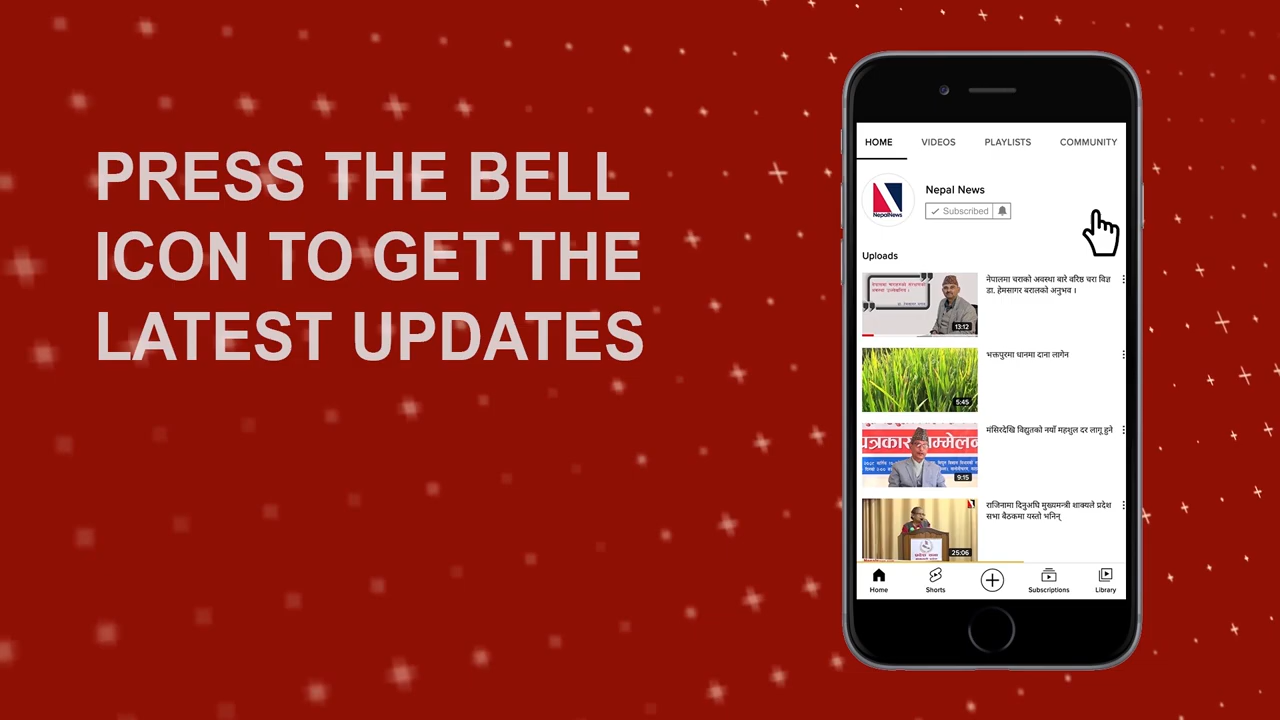 PRESS THE BELL
ICON TO GET THE
LATEST UPDATES
HOME VIDEOS PLAYLISTS COMMUNITY
Nepal News
NepalNews
Subscribed
Uploads
नेपालमा चराको अवस्था बारे वरिष्ठ चरा विज्ञ
डा. हेमसागर बरालको अनुभव ।
13:12
भक्तपुरमा धानमा दाना लागेन
5:45
मंसिरदेखि विद्युतको नयाँ महशुल दर लागू हुने
पत्रकार सम्मेलन
9:15
राजिनामा दिनुअघि मुख्यमन्त्री शाक्यले प्रदेश
सभा बैठकमा यस्तो भनिन्
25:06
Home Shorts Subscriptions Library